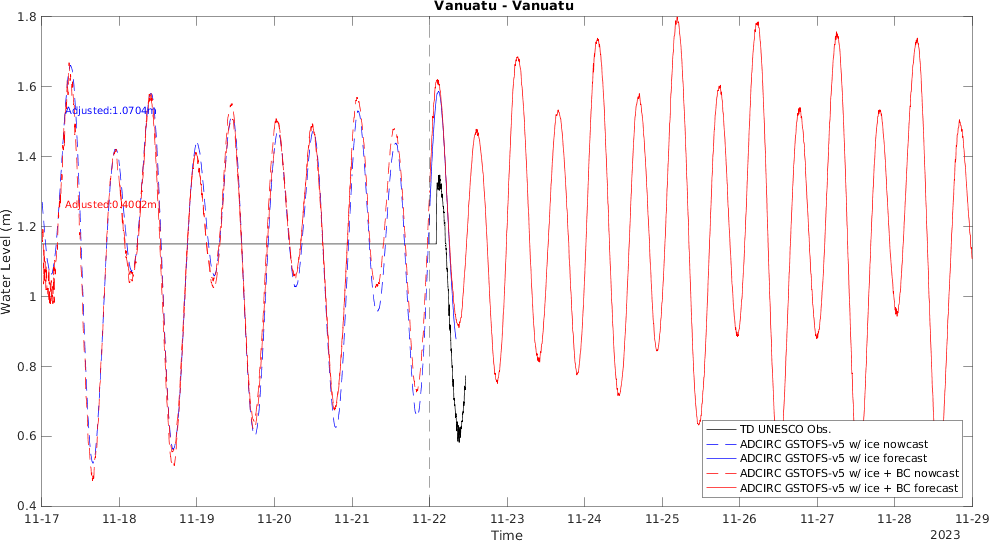 Vanuatu - Vanuatu
1.8
1.6
1.4
1.2
1
0.8
0.6
0.4
Water Level (m)
Adjusted:1.0704m
Adjusted:0.4002m
TD UNESCO Obs.
ADCIRC GSTOFS-v5 w/ ice nowcast
ADCIRC GSTOFS-v5 w/ ice forecast
ADCIRC GSTOFS-v5 w/ ice + BC nowcast
ADCIRC GSTOFS-v5 w/ ice + BC forecast
11-17 11-18 11-19 11-20 11-21 11-22 11-23 11-24 11-25 11-26 11-27 11-28 11-29
Time
2023